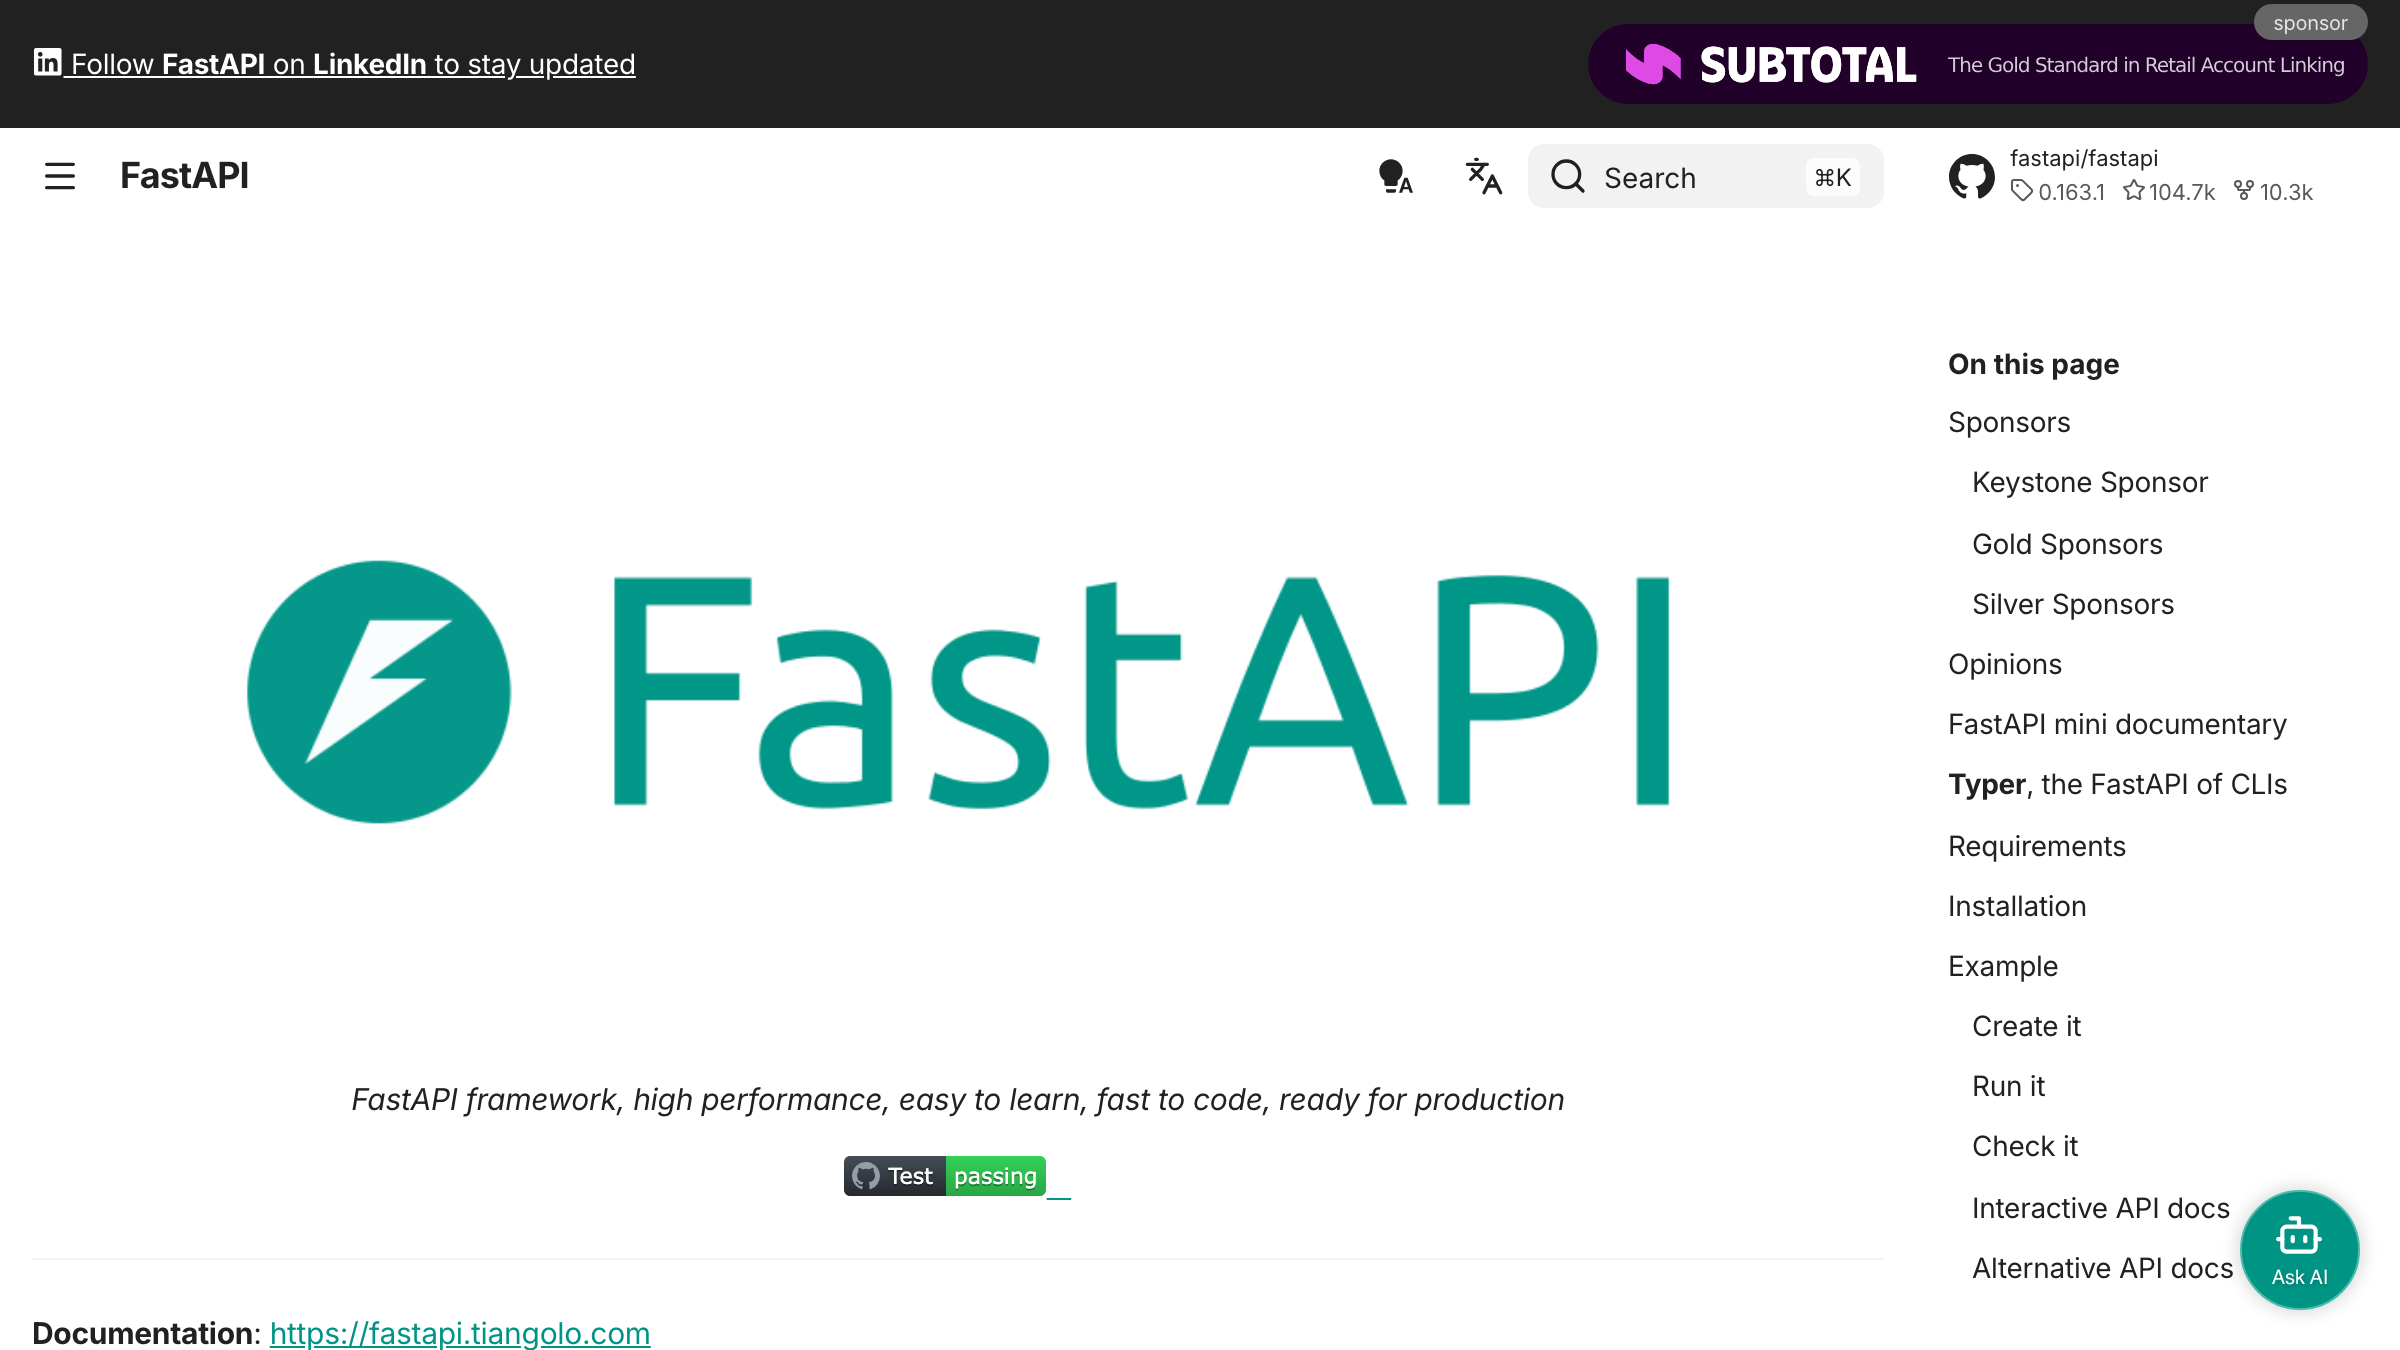 Follow FastAPI on LinkedIn to stay updated
sponsor
SUBTOTAL The Gold Standard in Retail Account Linking
FastAPI
A
Search ⌘K
fastapi/fastapi
0.163.1 104.7k 10.3k
FastAPI
FastAPI framework, high performance, easy to learn, fast to code, ready for production
Test passing
Documentation: https://fastapi.tiangolo.com
On this page
Sponsors
Keystone Sponsor
Gold Sponsors
Silver Sponsors
Opinions
FastAPI mini documentary
Typer, the FastAPI of CLIs
Requirements
Installation
Example
Create it
Run it
Check it
Interactive API docs
Alternative API docs
Ask AI